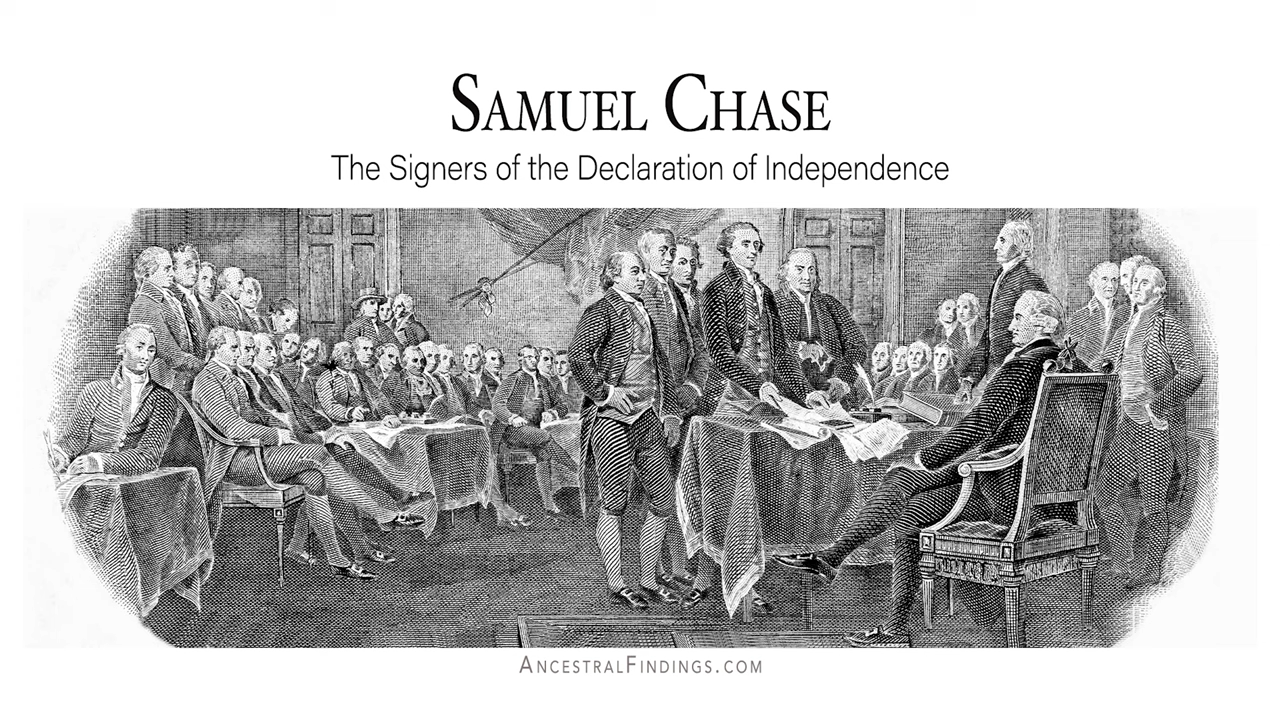 Samuel Chase
The Signers of the Declaration of Independence
AncestralFindings.com